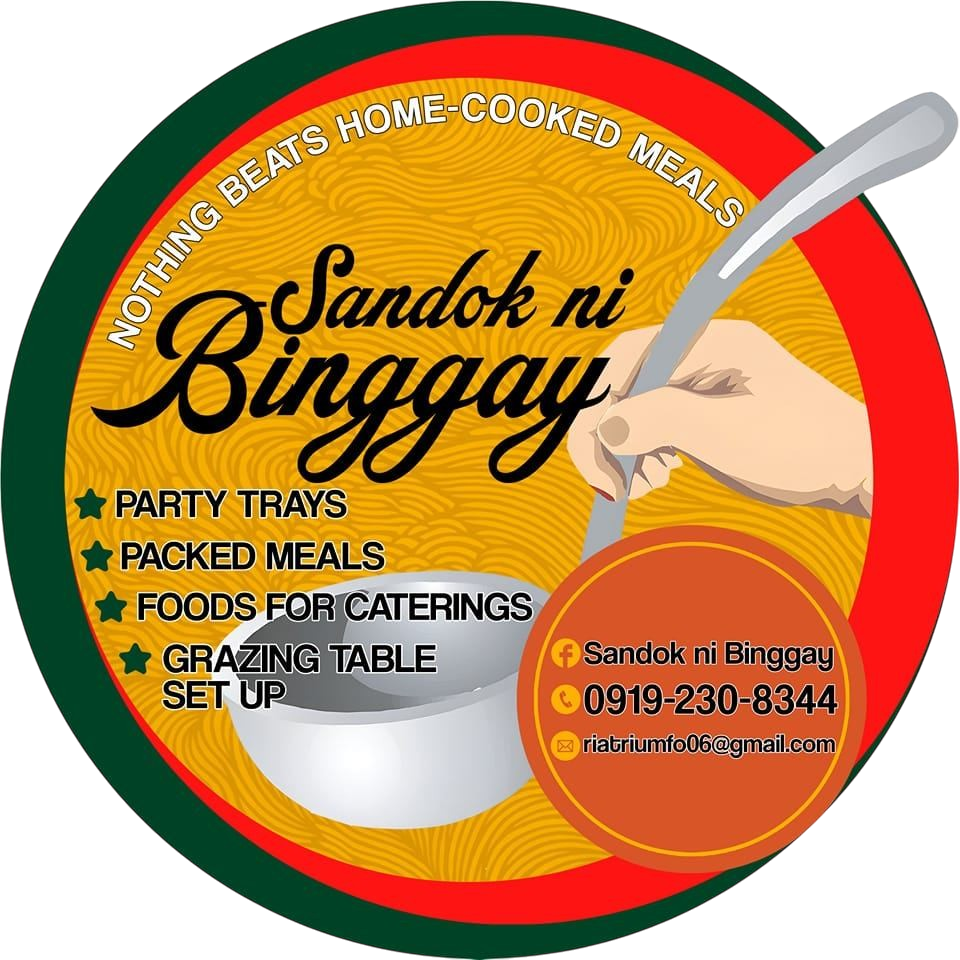 NOTHING BEATS HOME-COOKED MEALS
Sandok ni
Binggay
PARTY TRAYS
PACKED MEALS
FOODS FOR CATERINGS
GRAZING TABLE
SET UP
Sandok ni Binggay
0919-230-8344
riatriumfo06@gmail.com